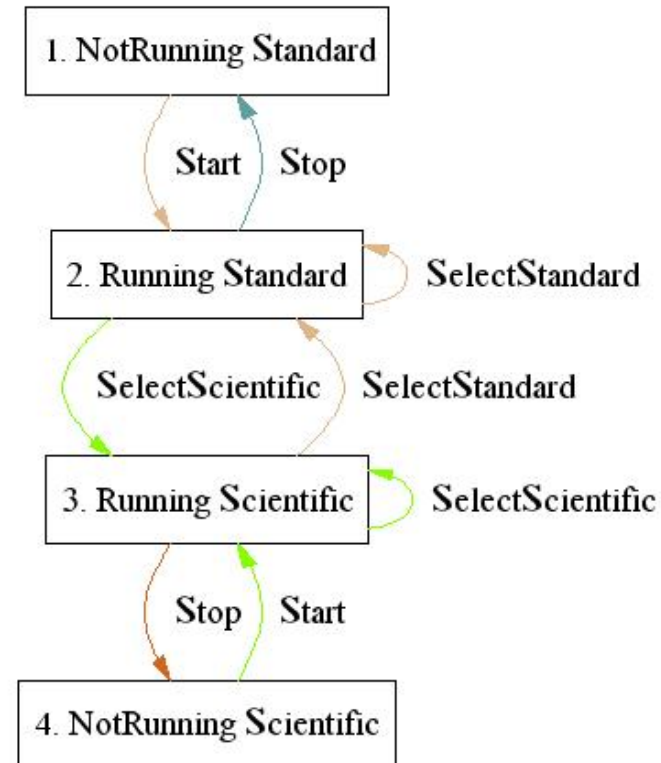 1. NotRunning Standard
Start
Stop
2. Running Standard
SelectStandard
SelectScientific
SelectStandard
3. Running Scientific
SelectScientific
Stop
Start
4. NotRunning Scientific